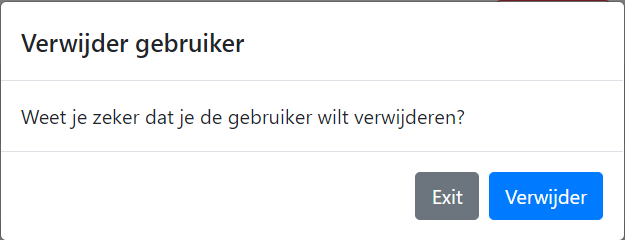 Verwijder gebruiker
Weet je zeker dat je de gebruiker wilt verwijderen?
Exit Verwijder